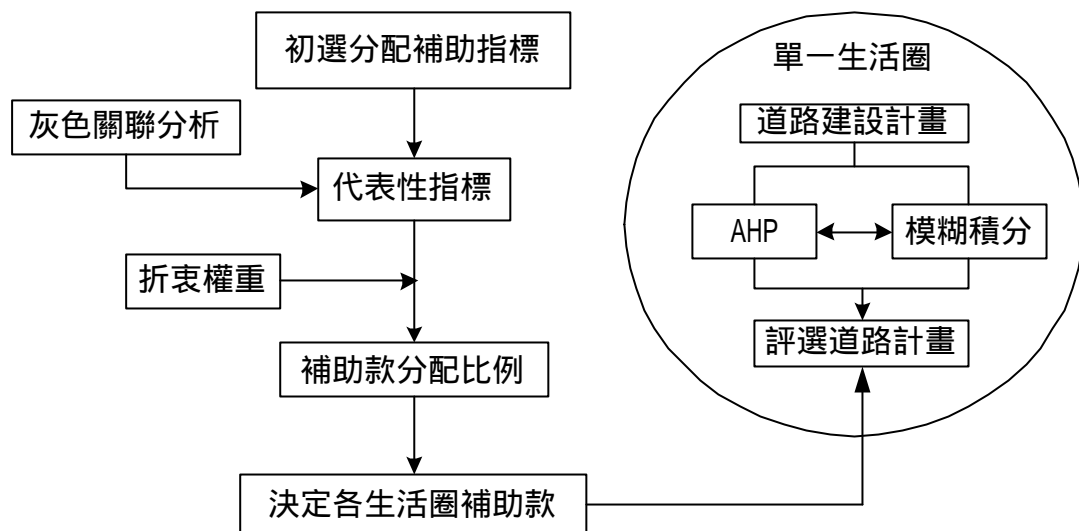 初選分配補助指標
灰色關聯分析
代表性指標
折衷權重
補助款分配比例
決定各生活圈補助款
單一生活圈
道路建設計畫
AHP
模糊積分
評選道路計畫